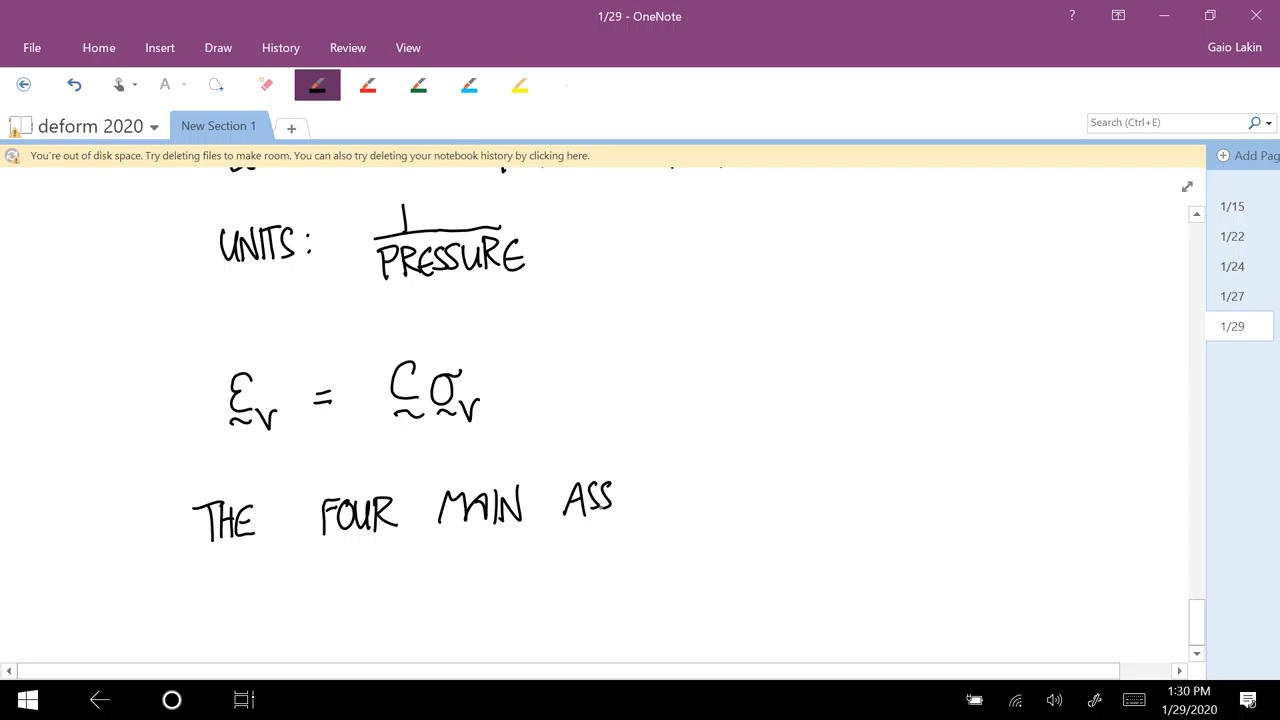 1/29 - OneNote
?
File Home Insert Draw History Review View Gaio Lakin
A
deform 2020 New Section 1 + Search (Ctrl+E)
You're out of disk space. Try deleting files to make room. You can also try deleting your notebook history by clicking here.
Add Pag
1/15
1/22
1/24
1/27
1/29
UNITS: 1
PRESSURE
ε_v = C σ_v
THE FOUR MAIN ASS
1:30 PM
1/29/2020